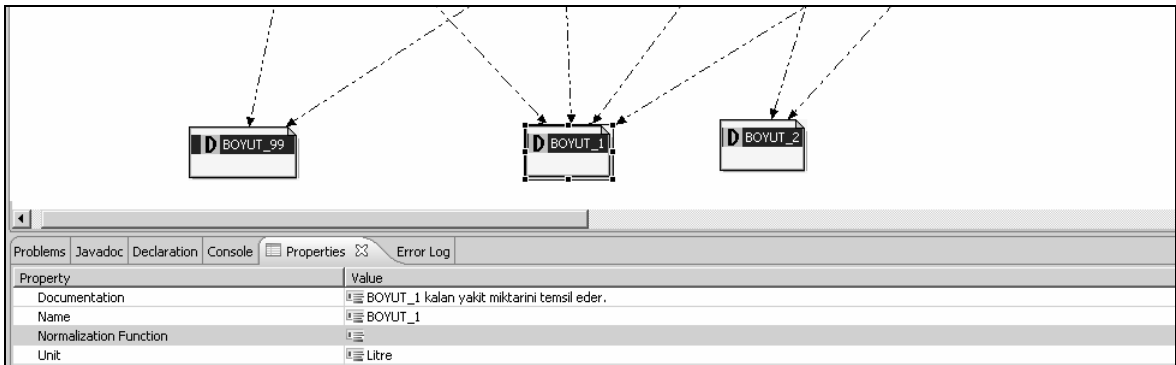 D BOYUT_99
D BOYUT_1
D BOYUT_2
Problems Javadoc Declaration Console Properties Error Log
Property Value
Documentation BOYUT_1 kalan yakit miktarini temsil eder.
Name BOYUT_1
Normalization Function
Unit Litre